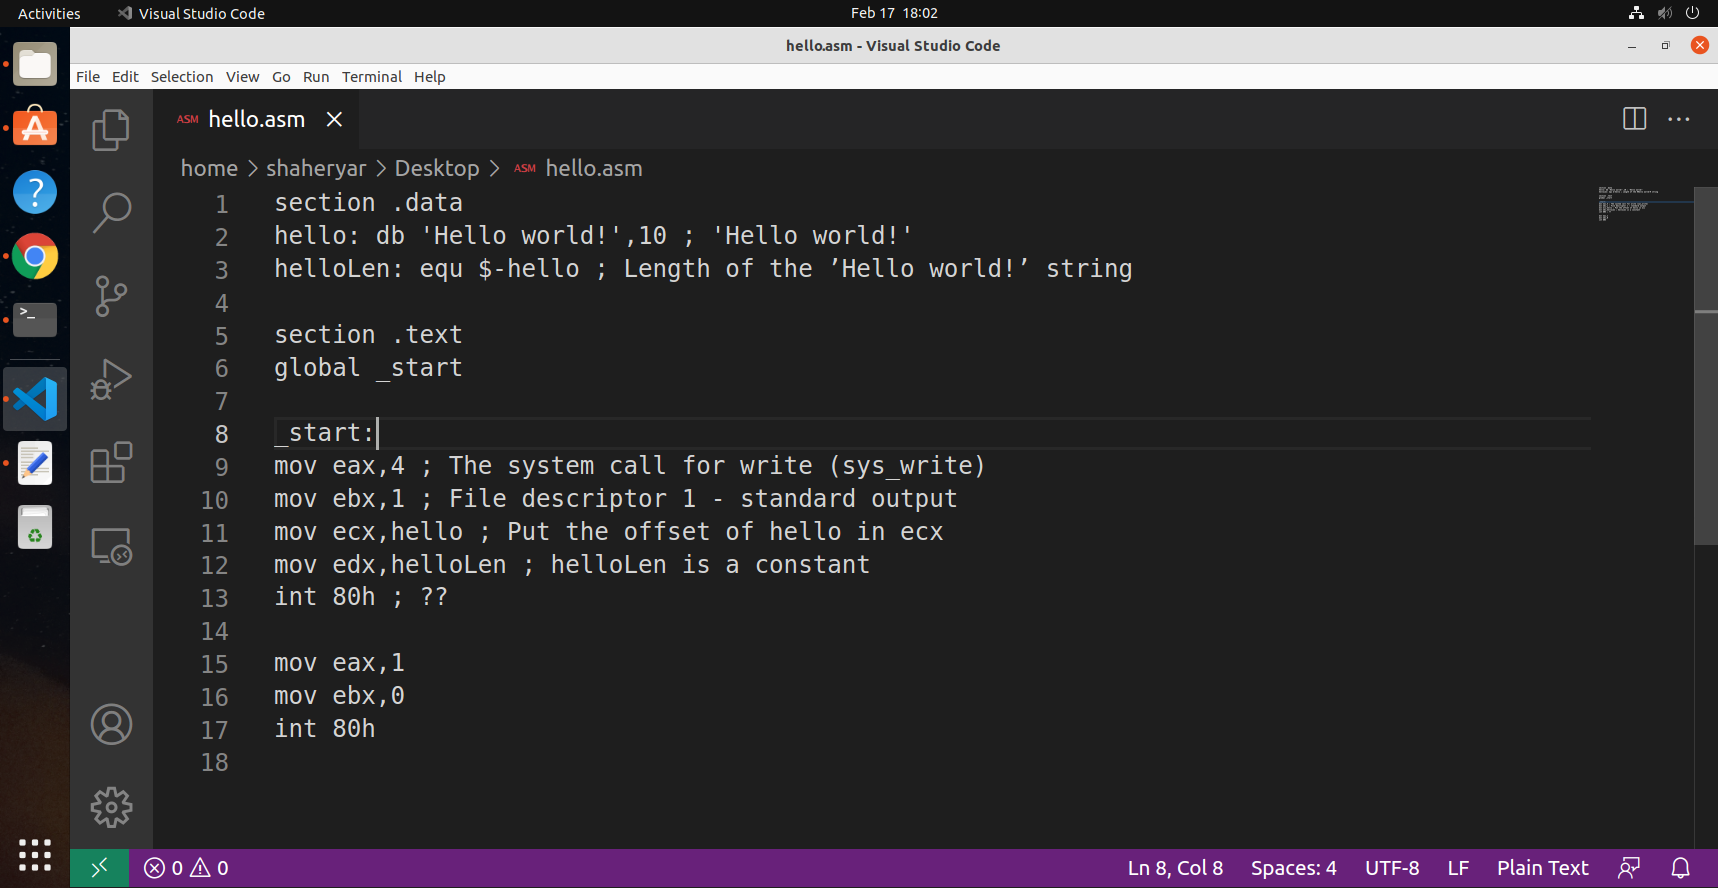 Activities
Visual Studio Code
Feb 17 18:02
hello.asm - Visual Studio Code
File Edit Selection View Go Run Terminal Help
ASM hello.asm
home > shaheryar > Desktop > ASM hello.asm
1 section .data
2 hello: db 'Hello world!',10 ; 'Hello world!'
3 helloLen: equ $-hello ; Length of the ’Hello world!’ string
4
5 section .text
6 global _start
7
8 _start:
9 mov eax,4 ; The system call for write (sys_write)
10 mov ebx,1 ; File descriptor 1 - standard output
11 mov ecx,hello ; Put the offset of hello in ecx
12 mov edx,helloLen ; helloLen is a constant
13 int 80h ; ??
14
15 mov eax,1
16 mov ebx,0
17 int 80h
18
0 0
Ln 8, Col 8 Spaces: 4 UTF-8 LF Plain Text